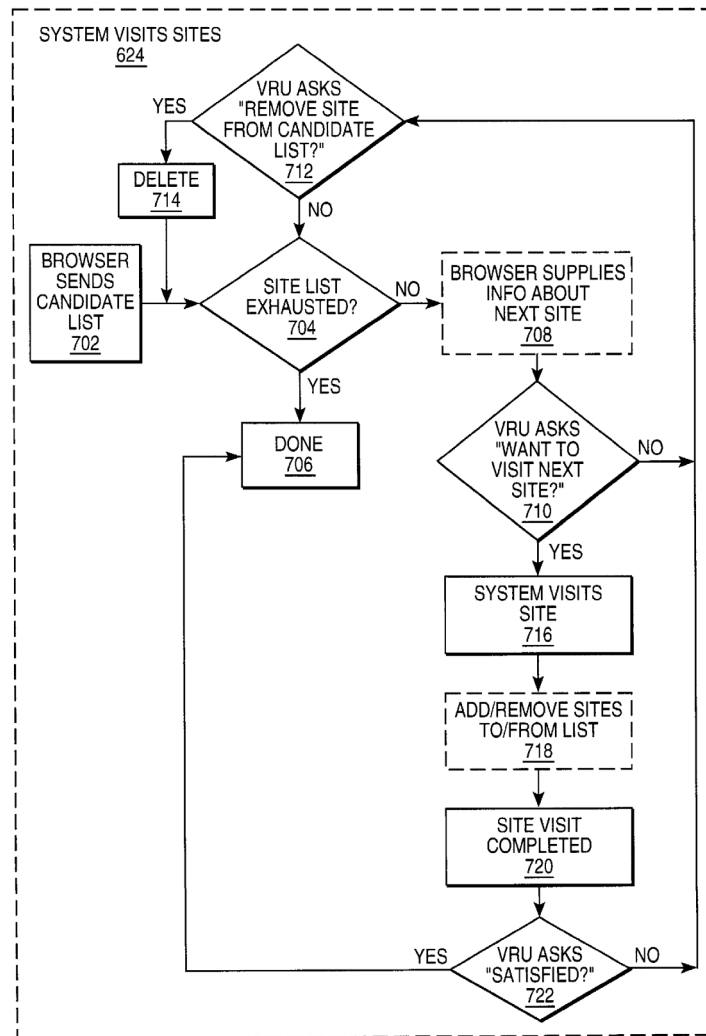 SYSTEM VISITS SITES
624
VRU ASKS
"REMOVE SITE
FROM CANDIDATE
LIST?"
712
YES
DELETE
714
NO
BROWSER
SENDS
CANDIDATE
LIST
702
SITE LIST
EXHAUSTED?
704
NO
BROWSER SUPPLIES
INFO ABOUT
NEXT SITE
708
YES
DONE
706
VRU ASKS
"WANT TO
VISIT NEXT
SITE?"
710
NO
YES
SYSTEM VISITS
SITE
716
ADD/REMOVE SITES
TO/FROM LIST
718
SITE VISIT
COMPLETED
720
YES
VRU ASKS
"SATISFIED?"
722
NO